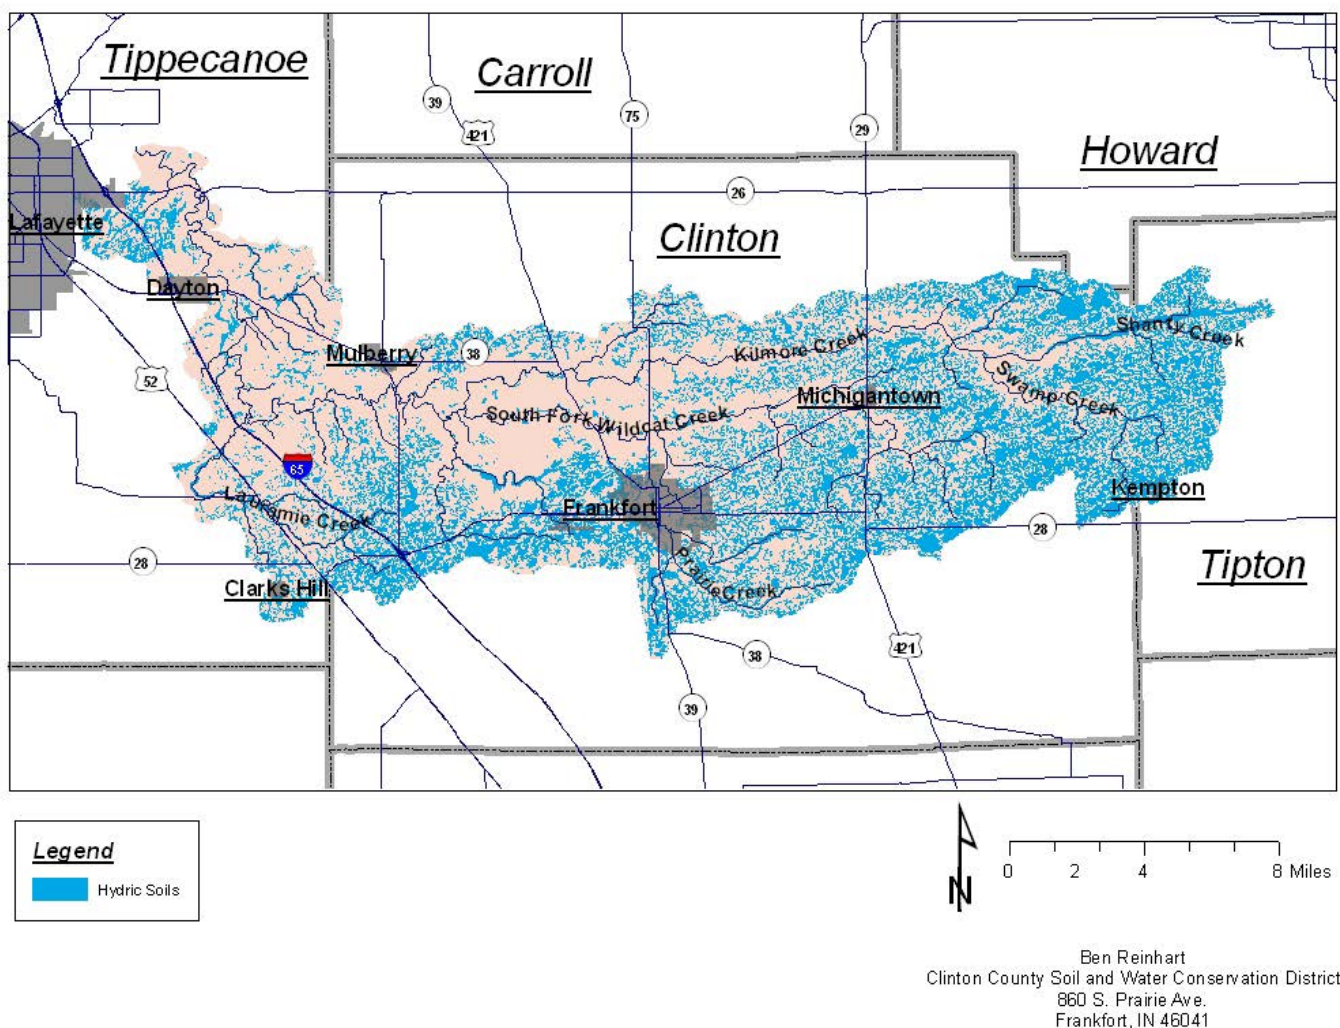 Tippecanoe
Carroll
39
421
75
29
Howard
26
Lafayette
Clinton
Dayton
Mulberry
38
Kilmore Creek
Shanty Creek
52
Swamp Creek
Michigantown
South Fork Wildcat Creek
65
Lauramie Creek
Frankfort
Kempton
28
28
Prairie Creek
Clarks Hill
Tipton
38
421
39
Legend
Hydric Soils
N
0 2 4 8 Miles
Ben Reinhart
Clinton County Soil and Water Conservation District
860 S. Prairie Ave.
Frankfort, IN 46041